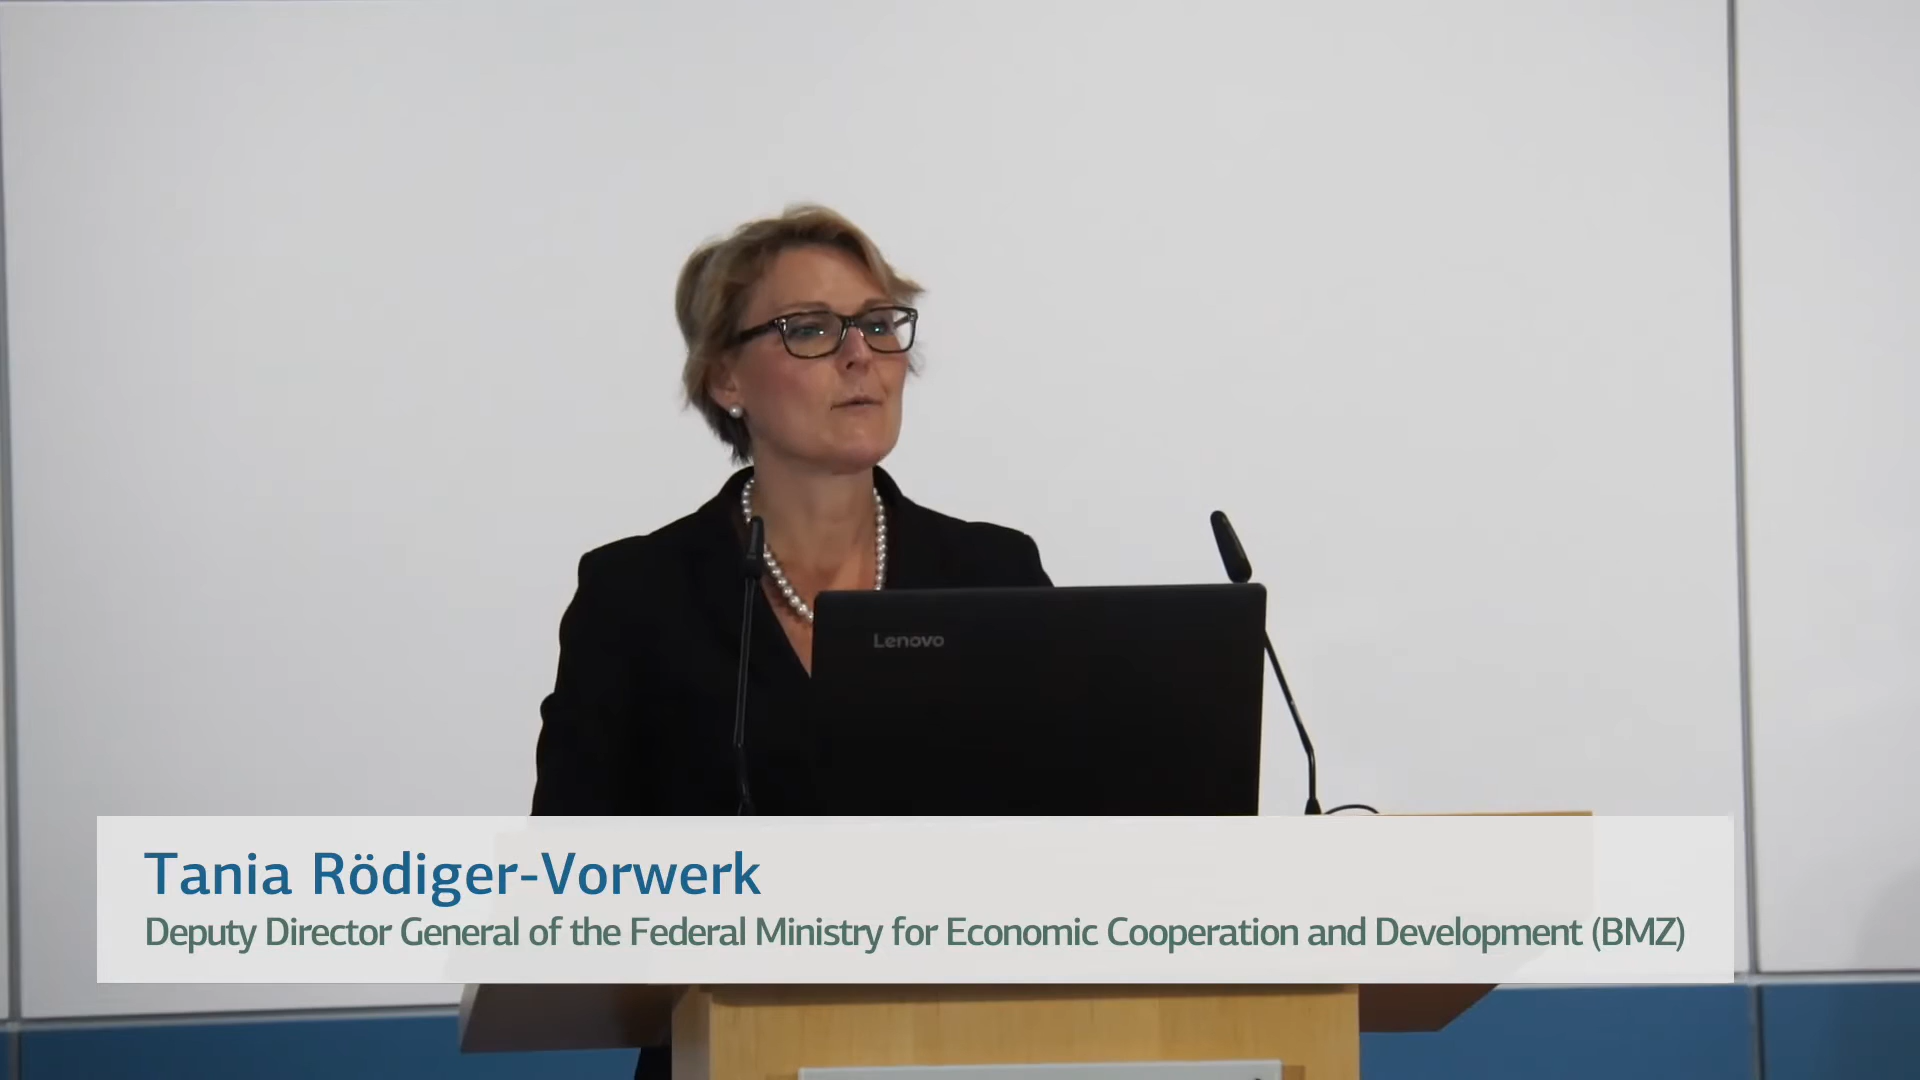 Lenovo
Tania Rödiger-Vorwerk
Deputy Director General of the Federal Ministry for Economic Cooperation and Development (BMZ)